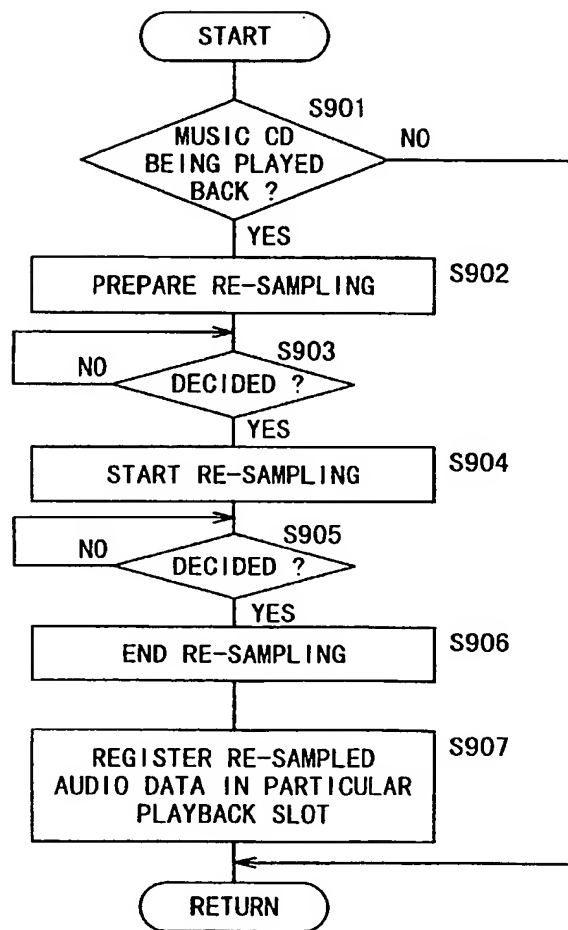 START
S901
MUSIC CD
BEING PLAYED
BACK ?
NO
YES
PREPARE RE-SAMPLING
S902
S903
NO
DECIDED ?
YES
START RE-SAMPLING
S904
S905
NO
DECIDED ?
YES
END RE-SAMPLING
S906
REGISTER RE-SAMPLED
AUDIO DATA IN PARTICULAR
PLAYBACK SLOT
S907
RETURN